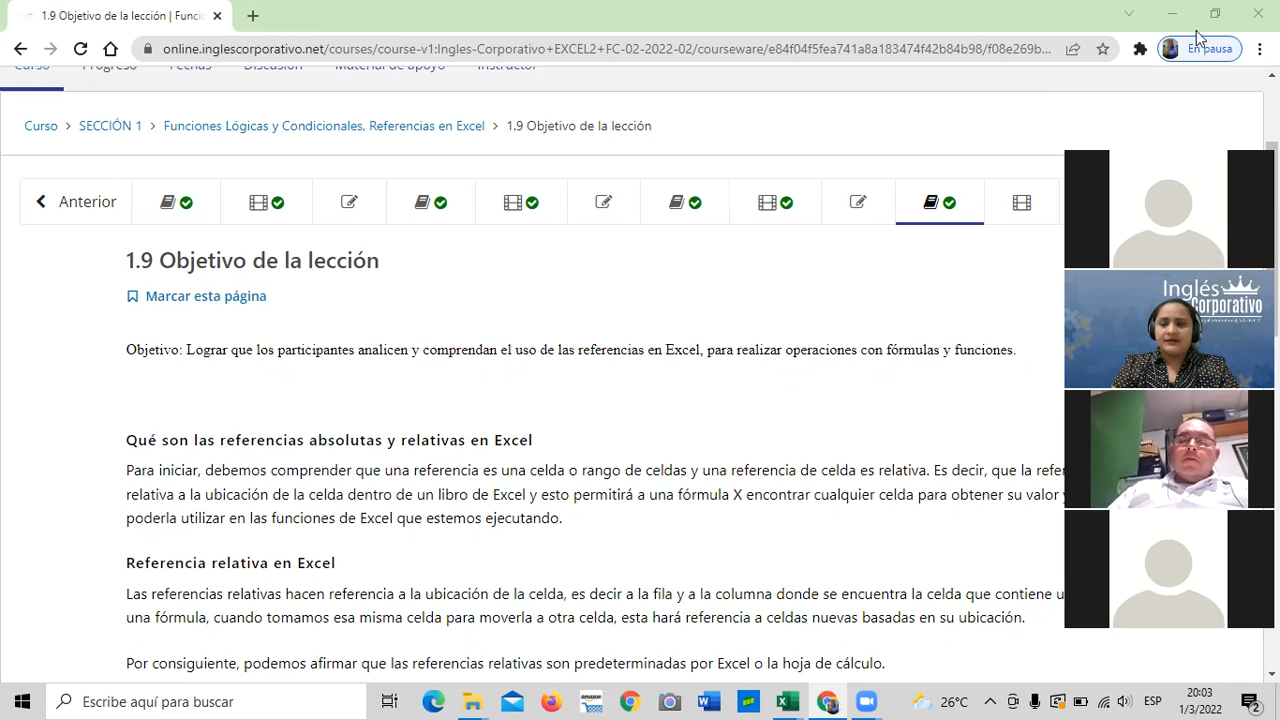 1.9 Objetivo de la lección | Funci
online.inglescorporativo.net/courses/course-v1:Ingles-Corporativo+EXCEL2+FC-02-2022-02/courseware/e84f04f5fea741a8a183474f42b84b98/f08e269b...
En pausa
Curso Progreso Fechas Discusión Material de apoyo Instructor
Curso > SECCIÓN 1 > Funciones Lógicas y Condicionales, Referencias en Excel > 1.9 Objetivo de la lección
Anterior
1.9 Objetivo de la lección
Marcar esta página
Inglés
Corporativo
Objetivo: Lograr que los participantes analicen y comprendan el uso de las referencias en Excel, para realizar operaciones con fórmulas y funciones.
Qué son las referencias absolutas y relativas en Excel
Para iniciar, debemos comprender que una referencia es una celda o rango de celdas y una referencia de celda es relativa. Es decir, que la refer
relativa a la ubicación de la celda dentro de un libro de Excel y esto permitirá a una fórmula X encontrar cualquier celda para obtener su valor y
poderla utilizar en las funciones de Excel que estemos ejecutando.
Referencia relativa en Excel
Las referencias relativas hacen referencia a la ubicación de la celda, es decir a la fila y a la columna donde se encuentra la celda que contiene u
una fórmula, cuando tomamos esa misma celda para moverla a otra celda, esta hará referencia a celdas nuevas basadas en su ubicación.
Por consiguiente, podemos afirmar que las referencias relativas son predeterminadas por Excel o la hoja de cálculo.
Escribe aquí para buscar
amazon
26°C
ESP
20:03
1/3/2022
2